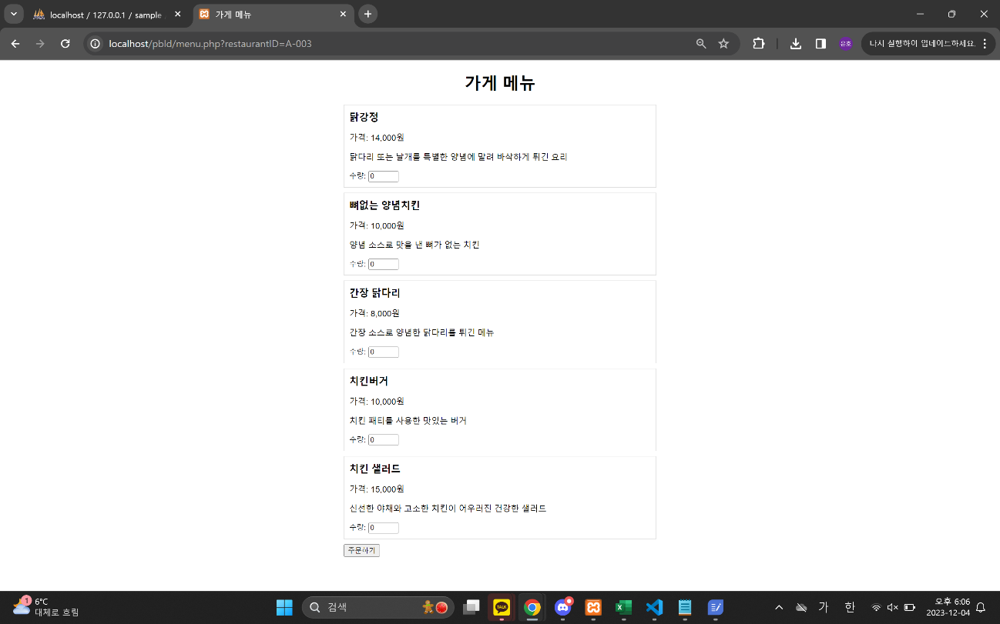 localhost / 127.0.0.1 / sample
가게 메뉴
localhost/pbld/menu.php?restaurantID=A-003
은호
다시 실행하여 업데이트하세요.
가게 메뉴
닭강정
가격: 14,000원
닭다리 또는 날개를 특별한 양념에 말려 바삭하게 튀긴 요리
수량: 0
뼈없는 양념치킨
가격: 10,000원
양념 소스로 맛을 낸 뼈가 없는 치킨
수량: 0
간장 닭다리
가격: 8,000원
간장 소스로 양념한 닭다리를 튀긴 메뉴
수량: 0
치킨버거
가격: 10,000원
치킨 패티를 사용한 맛있는 버거
수량: 0
치킨 샐러드
가격: 15,000원
신선한 야채와 고소한 치킨이 어우러진 건강한 샐러드
수량: 0
주문하기
1
6°C
대체로 흐림
검색
TALK
가 한
오후 6:06
2023-12-04